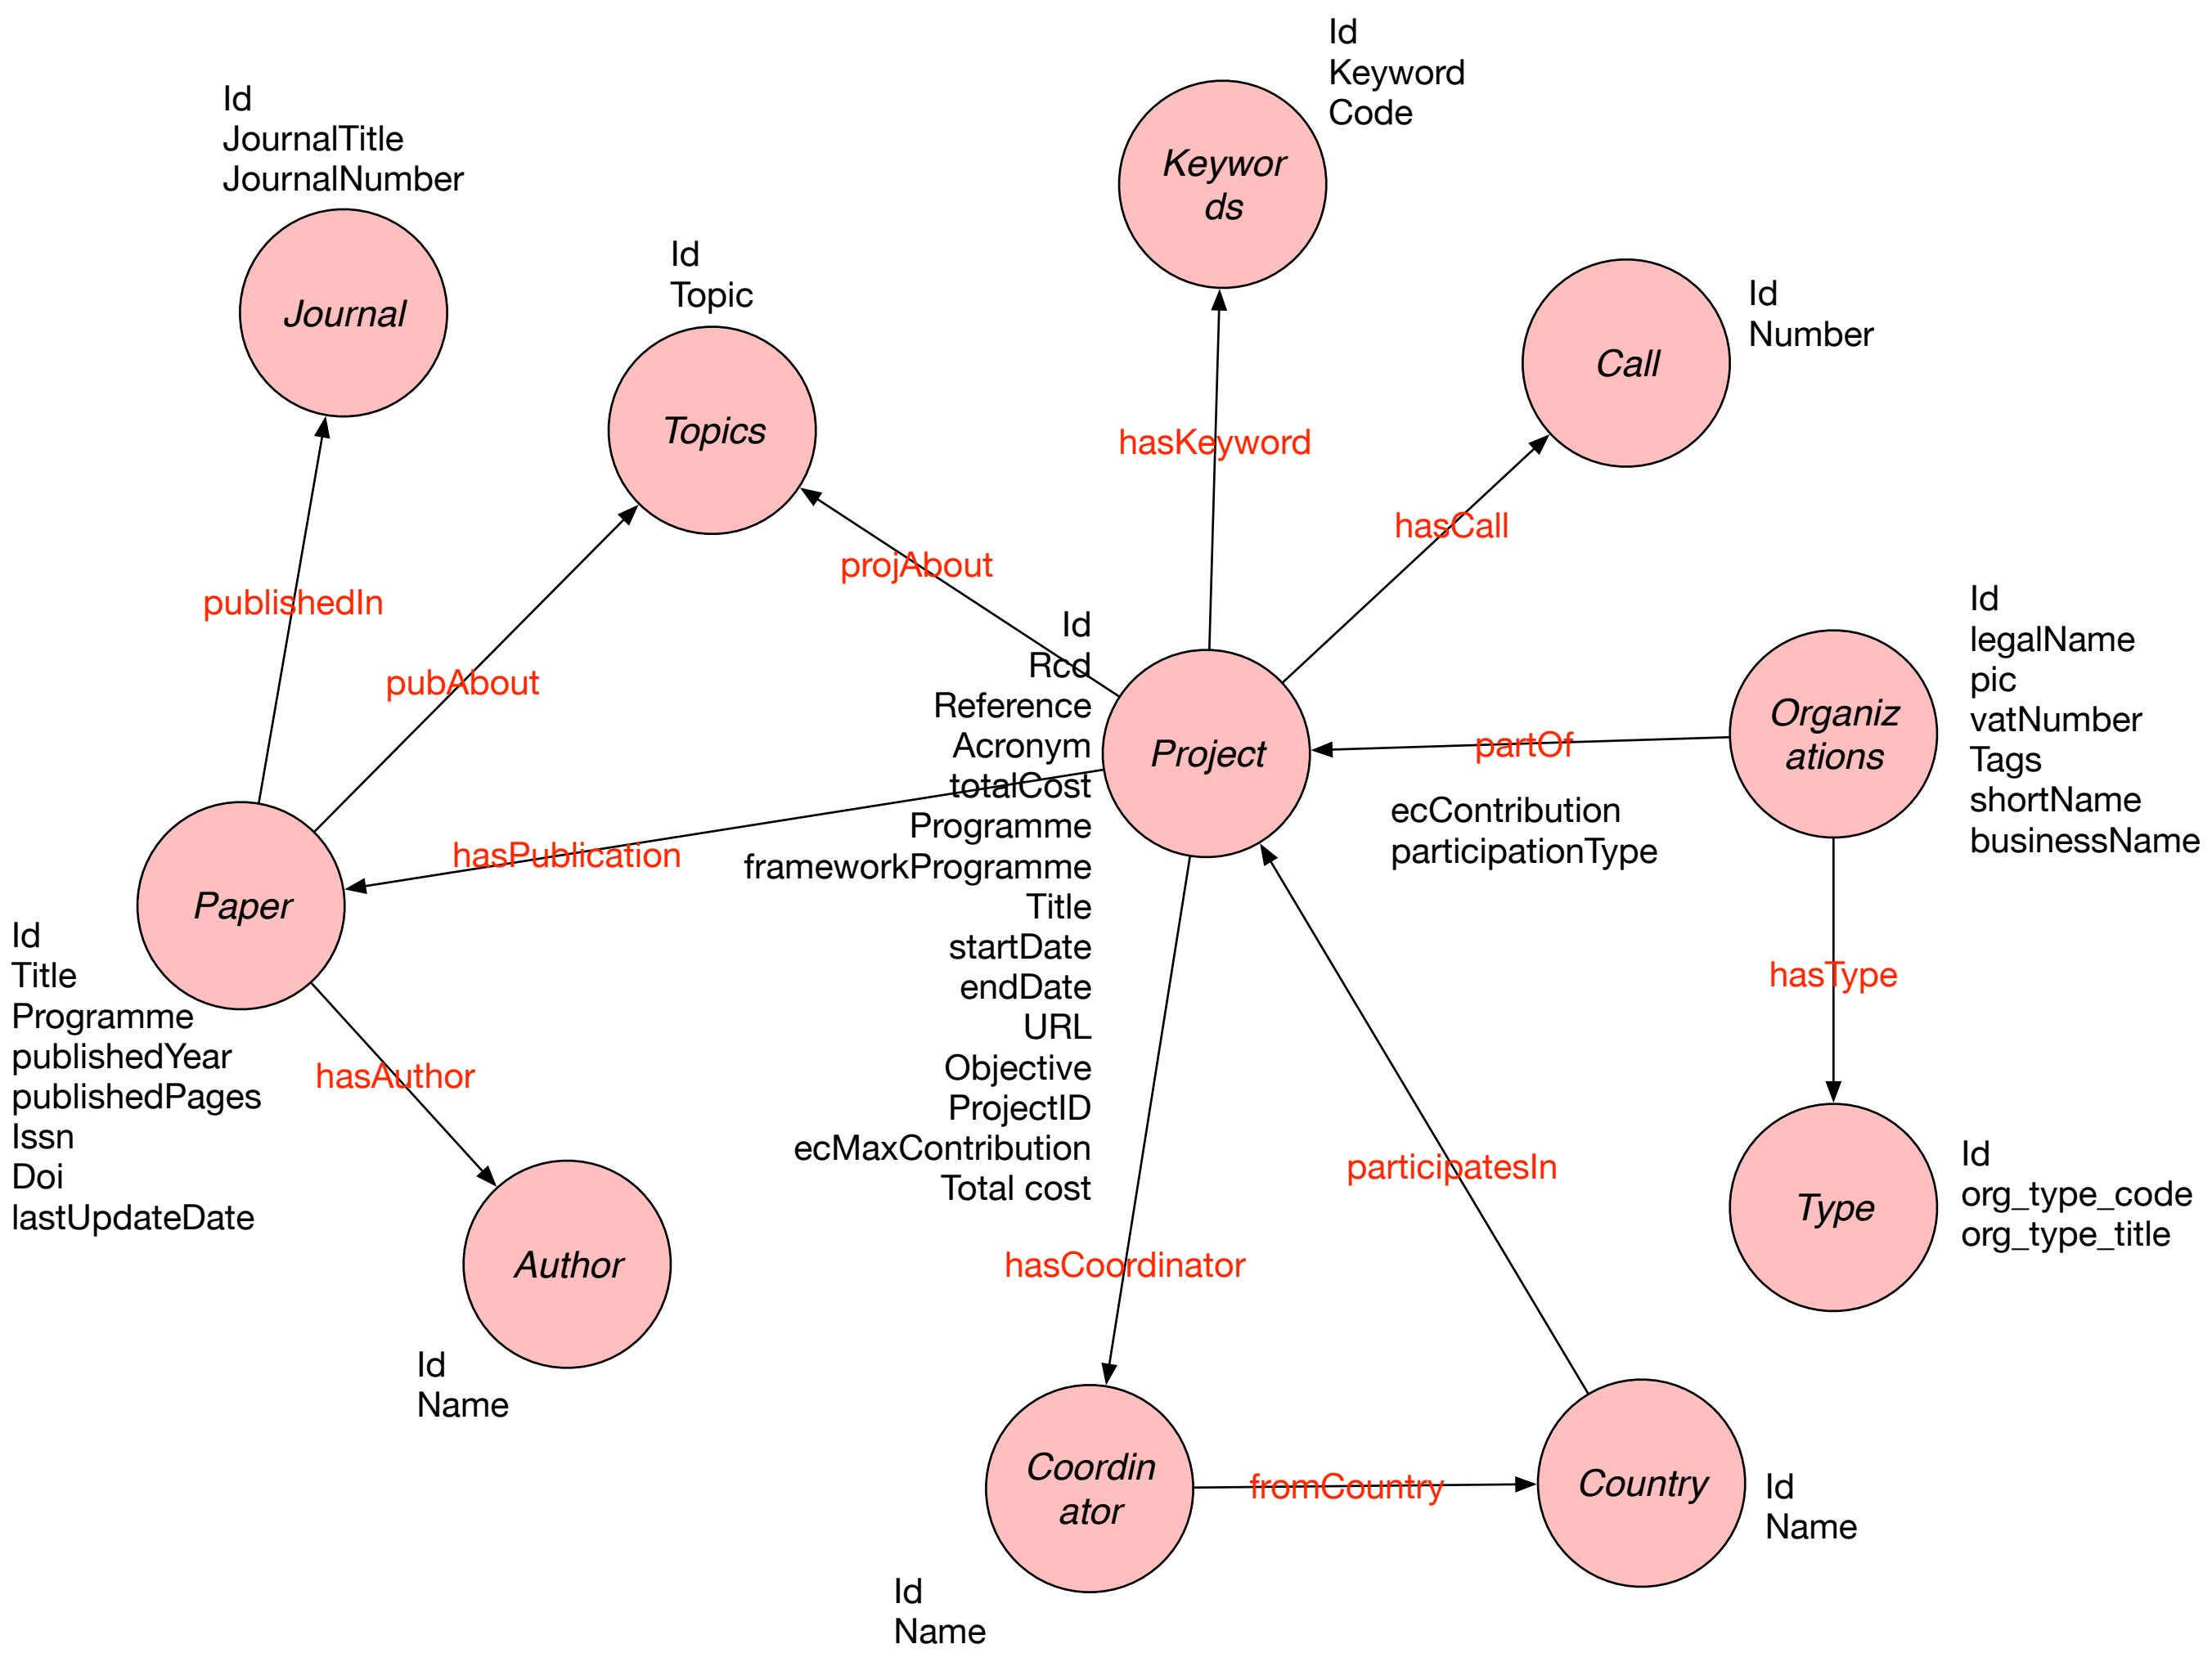 Id
Keyword
Code
Keywor
ds
Id
JournalTitle
JournalNumber
Journal
Id
Topic
Topics
Id
Number
Call
hasKeyword
hasCall
projAbout
publishedIn
pubAbout
Id
Rcd
Reference
Acronym
totalCost
Programme
frameworkProgramme
Title
startDate
endDate
URL
Objective
ProjectID
ecMaxContribution
Total cost
Project
partOf
ecContribution
participationType
Organiz
ations
Id
legalName
pic
vatNumber
Tags
shortName
businessName
hasPublication
Paper
Id
Title
Programme
publishedYear
publishedPages
Issn
Doi
lastUpdateDate
hasAuthor
Author
Id
Name
hasType
Type
Id
org_type_code
org_type_title
participatesIn
hasCoordinator
Coordin
ator
Id
Name
fromCountry
Country
Id
Name